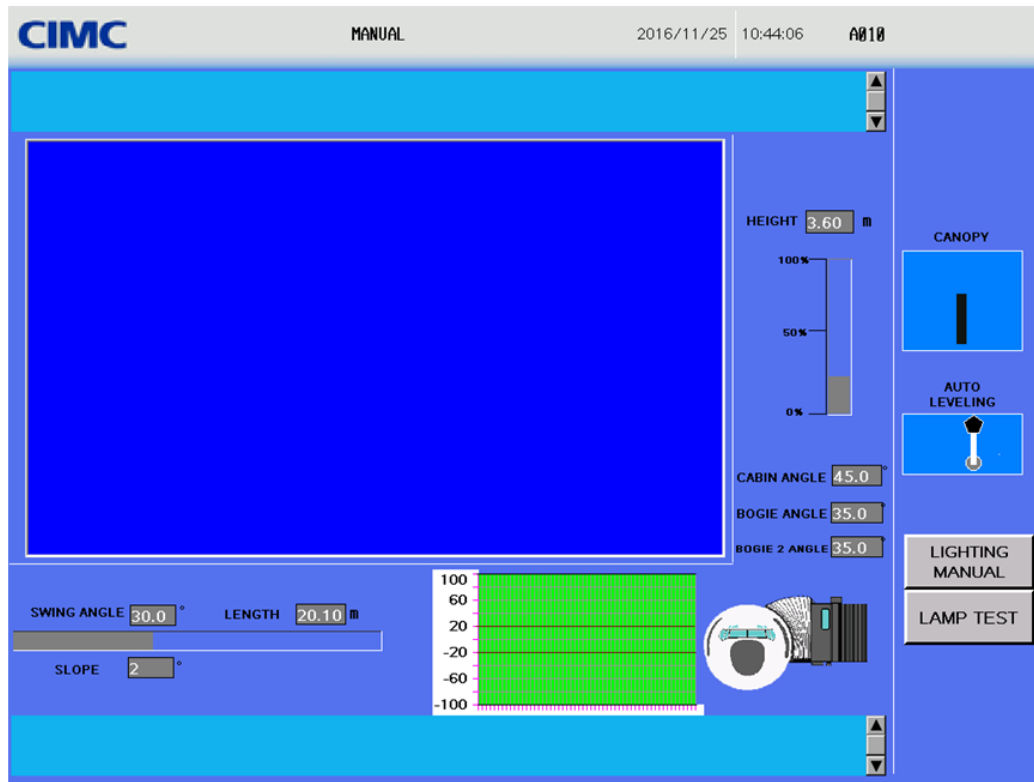 CIMC MANUAL 2016/11/25 10:44:06 A010
HEIGHT 3.60 m
100%
50%
0%
CANOPY
AUTO
LEVELING
CABIN ANGLE 45.0 °
BOGIE ANGLE 35.0 °
BOGIE 2 ANGLE 35.0 °
LIGHTING
MANUAL
LAMP TEST
SWING ANGLE 30.0 ° LENGTH 20.10 m
SLOPE 2 °
100
60
20
-20
-60
-100